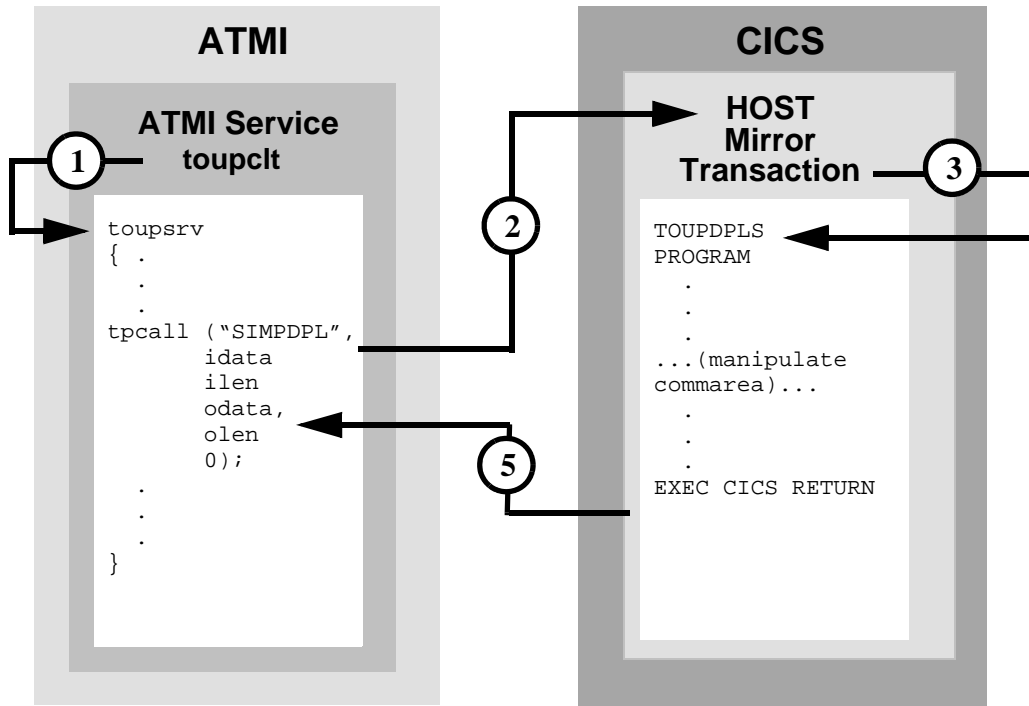 ATMI
ATMI Service
toupclt
1
toupsrv
{ .
.
.
tpcall (“SIMPDPL”,
idata
ilen
odata,
olen
0);
.
.
.
}
2
5
CICS
HOST
Mirror
Transaction
3
TOUPDPLS
PROGRAM
.
.
.
...(manipulate
commarea)...
.
.
.
EXEC CICS RETURN